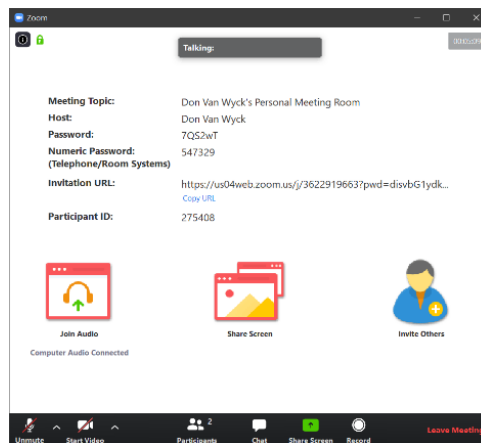 Zoom
Talking:
Meeting Topic: Don Van Wyck's Personal Meeting Room
Host: Don Van Wyck
Password: 7QS2wT
Numeric Password: 547329
(Telephone/Room Systems)
Invitation URL: https://us04web.zoom.us/j/3622919663?pwd=disvbG1ydk...
Copy URL
Participant ID: 275408
Join Audio Share Screen Invite Others
Computer Audio Connected
2
Unmute Start Video Participants Chat Share Screen Record Leave Meeting